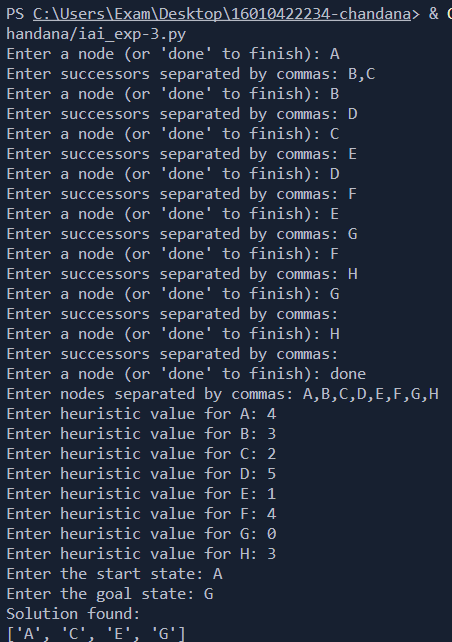 PS C:\Users\Exam\Desktop\16010422234-chandana> & 
handana/iai_exp-3.py
Enter a node (or 'done' to finish): A
Enter successors separated by commas: B,C
Enter a node (or 'done' to finish): B
Enter successors separated by commas: D
Enter a node (or 'done' to finish): C
Enter successors separated by commas: E
Enter a node (or 'done' to finish): D
Enter successors separated by commas: F
Enter a node (or 'done' to finish): E
Enter successors separated by commas: G
Enter a node (or 'done' to finish): F
Enter successors separated by commas: H
Enter a node (or 'done' to finish): G
Enter successors separated by commas:
Enter a node (or 'done' to finish): H
Enter successors separated by commas:
Enter a node (or 'done' to finish): done
Enter nodes separated by commas: A,B,C,D,E,F,G,H
Enter heuristic value for A: 4
Enter heuristic value for B: 3
Enter heuristic value for C: 2
Enter heuristic value for D: 5
Enter heuristic value for E: 1
Enter heuristic value for F: 4
Enter heuristic value for G: 0
Enter heuristic value for H: 3
Enter the start state: A
Enter the goal state: G
Solution found:
['A', 'C', 'E', 'G']